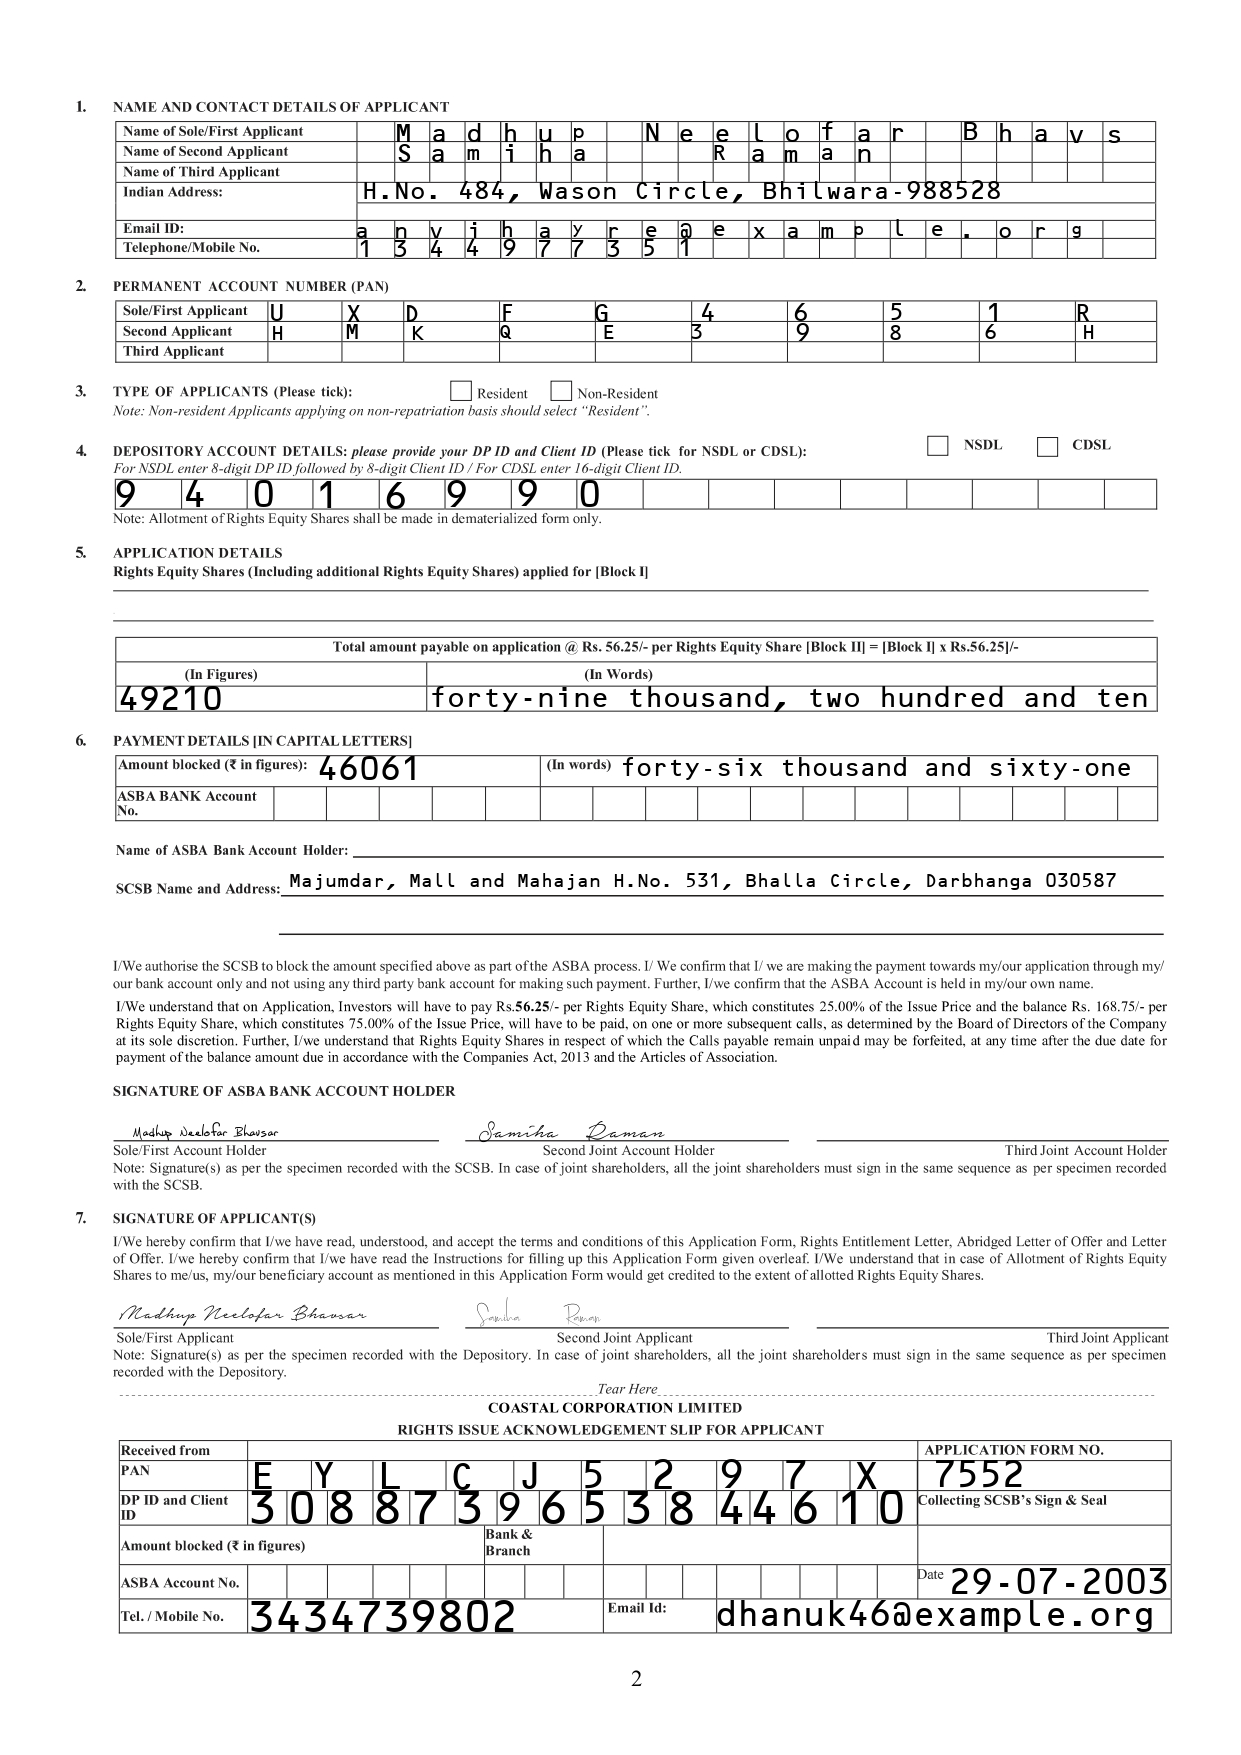 1. NAME AND CONTACT DETAILS OF APPLICANT
Name of Sole/First Applicant Madhup Neelofar Bhavs
Name of Second Applicant Samiha Raman
Name of Third Applicant
Indian Address: H.No. 484, Wason Circle, Bhilwara-988528
Email ID: anvihayre@example.org
Telephone/Mobile No. 1344977351
2. PERMANENT ACCOUNT NUMBER (PAN)
Sole/First Applicant U X D F G 4 6 5 1 R
Second Applicant H M K Q E 3 9 8 6 H
Third Applicant
3. TYPE OF APPLICANTS (Please tick): Resident Non-Resident
Note: Non-resident Applicants applying on non-repatriation basis should select “Resident”.
4. DEPOSITORY ACCOUNT DETAILS: please provide your DP ID and Client ID (Please tick for NSDL or CDSL): NSDL CDSL
For NSDL enter 8-digit DP ID followed by 8-digit Client ID / For CDSL enter 16-digit Client ID.
9 4 0 1 6 9 9 0
Note: Allotment of Rights Equity Shares shall be made in dematerialized form only.
5. APPLICATION DETAILS
Rights Equity Shares (Including additional Rights Equity Shares) applied for [Block I]
Total amount payable on application @ Rs. 56.25/- per Rights Equity Share [Block II] = [Block I] x Rs.56.25]/-
(In Figures) (In Words)
49210 forty-nine thousand, two hundred and ten
6. PAYMENT DETAILS [IN CAPITAL LETTERS]
Amount blocked (₹ in figures): 46061 (In words) forty-six thousand and sixty-one
ASBA BANK Account
No.
Name of ASBA Bank Account Holder:
SCSB Name and Address: Majumdar, Mall and Mahajan H.No. 531, Bhalla Circle, Darbhanga 030587
I/We authorise the SCSB to block the amount specified above as part of the ASBA process. I/ We confirm that I/ we are making the payment towards my/our application through my/
our bank account only and not using any third party bank account for making such payment. Further, I/we confirm that the ASBA Account is held in my/our own name.
I/We understand that on Application, Investors will have to pay Rs.56.25/- per Rights Equity Share, which constitutes 25.00% of the Issue Price and the balance Rs. 168.75/- per
Rights Equity Share, which constitutes 75.00% of the Issue Price, will have to be paid, on one or more subsequent calls, as determined by the Board of Directors of the Company
at its sole discretion. Further, I/we understand that Rights Equity Shares in respect of which the Calls payable remain unpaid may be forfeited, at any time after the due date for
payment of the balance amount due in accordance with the Companies Act, 2013 and the Articles of Association.
SIGNATURE OF ASBA BANK ACCOUNT HOLDER
Madhup Neelofar Bhavsar Samiha Raman
Sole/First Account Holder Second Joint Account Holder Third Joint Account Holder
Note: Signature(s) as per the specimen recorded with the SCSB. In case of joint shareholders, all the joint shareholders must sign in the same sequence as per specimen recorded
with the SCSB.
7. SIGNATURE OF APPLICANT(S)
I/We hereby confirm that I/we have read, understood, and accept the terms and conditions of this Application Form, Rights Entitlement Letter, Abridged Letter of Offer and Letter
of Offer. I/we hereby confirm that I/we have read the Instructions for filling up this Application Form given overleaf. I/We understand that in case of Allotment of Rights Equity
Shares to me/us, my/our beneficiary account as mentioned in this Application Form would get credited to the extent of allotted Rights Equity Shares.
Madhup Neelofar Bhavsar Samiha Raman
Sole/First Applicant Second Joint Applicant Third Joint Applicant
Note: Signature(s) as per the specimen recorded with the Depository. In case of joint shareholders, all the joint shareholders must sign in the same sequence as per specimen
recorded with the Depository.
Tear Here
COASTAL CORPORATION LIMITED
RIGHTS ISSUE ACKNOWLEDGEMENT SLIP FOR APPLICANT
Received from APPLICATION FORM NO.
PAN E Y L C J 5 2 9 7 X 7552
DP ID and Client 3088739653844610 Collecting SCSB’s Sign & Seal
ID
Amount blocked (₹ in figures) Bank &
Branch
ASBA Account No. Date 29-07-2003
Tel. / Mobile No. 3434739802 Email Id: dhanuk46@example.org
2